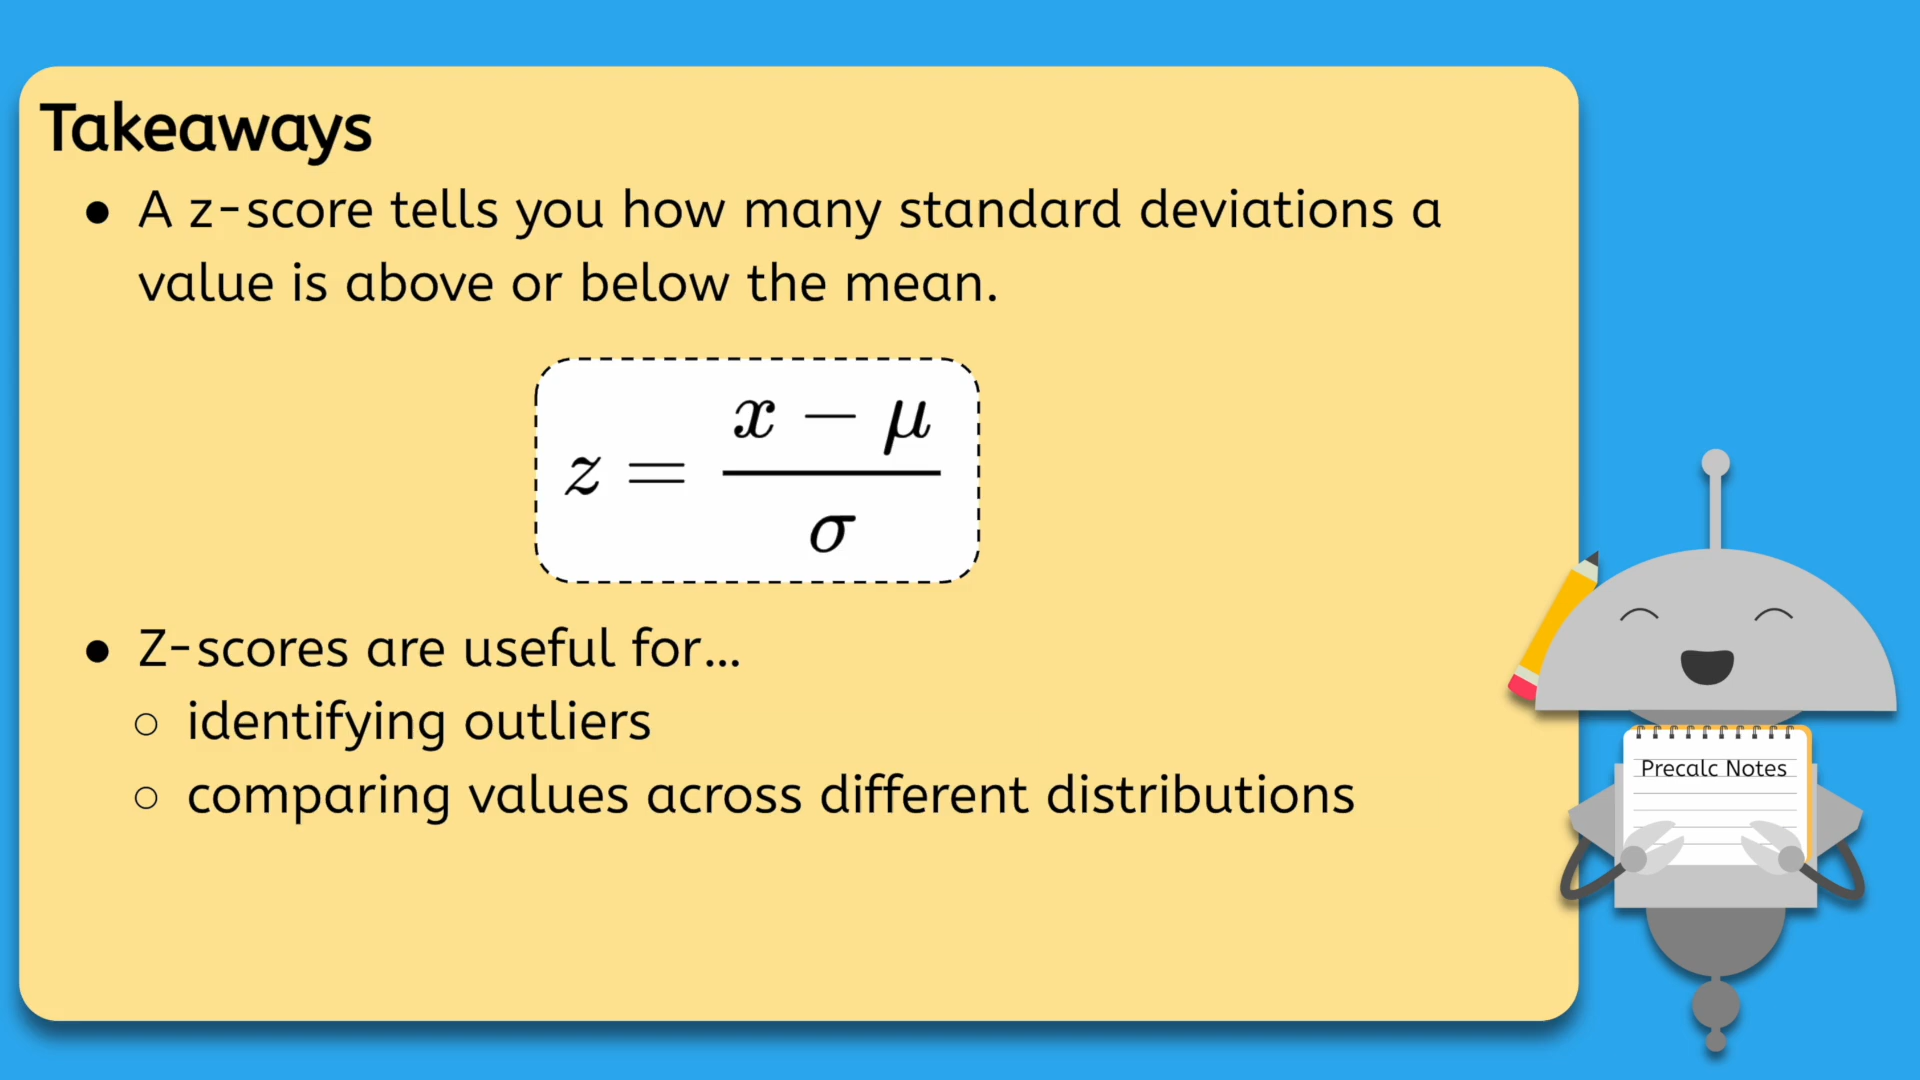 Takeaways
● A z-score tells you how many standard deviations a
value is above or below the mean.
z = \frac{x - μ}{σ}
● Z-scores are useful for...
○ identifying outliers
○ comparing values across different distributions
Precalc Notes